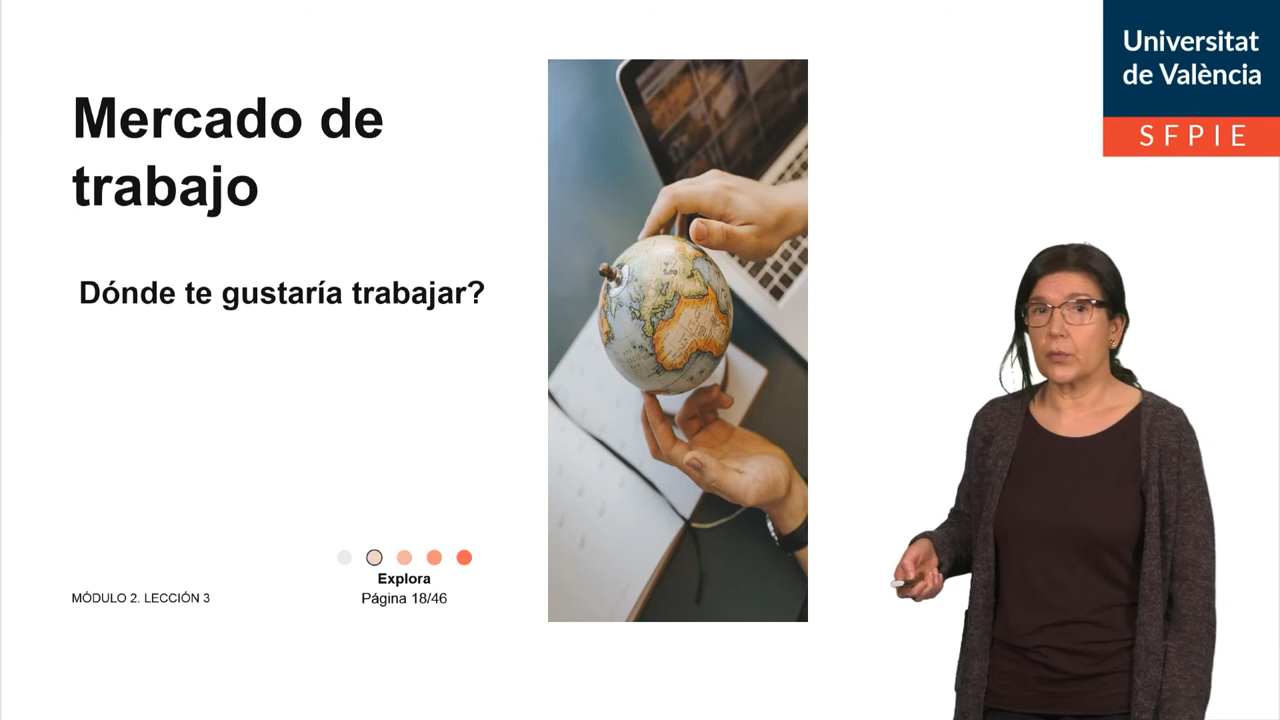 Mercado de
trabajo
Dónde te gustaría trabajar?
Explora
MÓDULO 2. LECCIÓN 3
Página 18/46
Universitat
de València
SFPIE